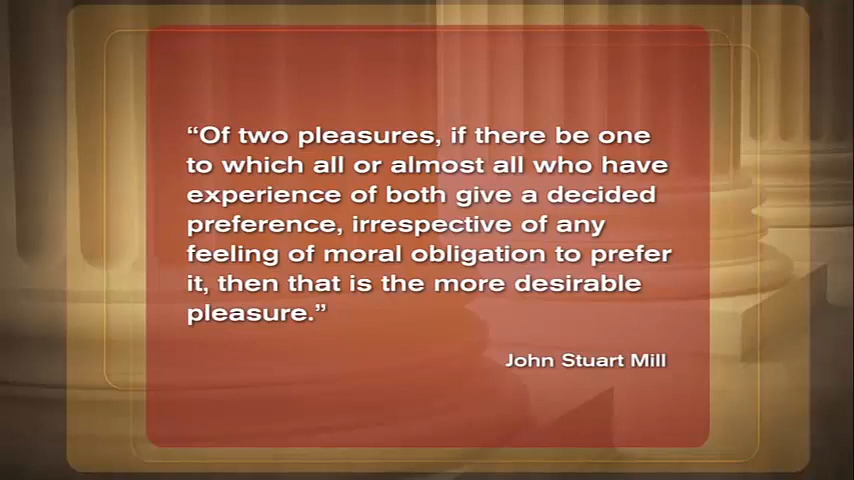 “Of two pleasures, if there be one
to which all or almost all who have
experience of both give a decided
preference, irrespective of any
feeling of moral obligation to prefer
it, then that is the more desirable
pleasure.”
John Stuart Mill